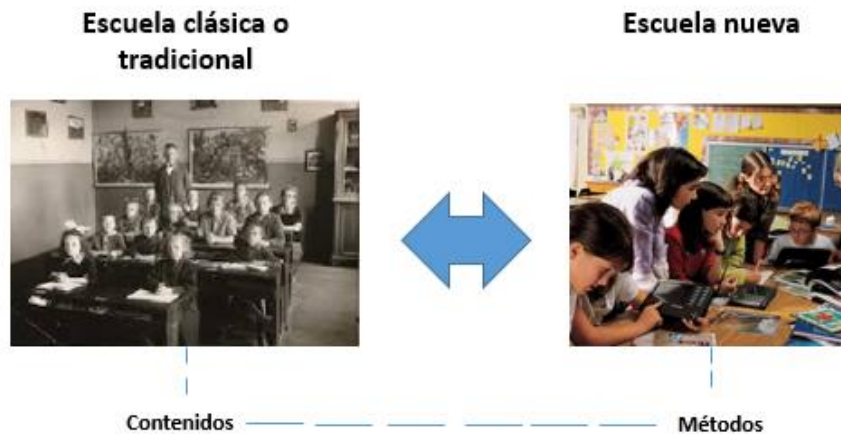 Escuela clásica o
tradicional
Escuela nueva
Contenidos
Métodos